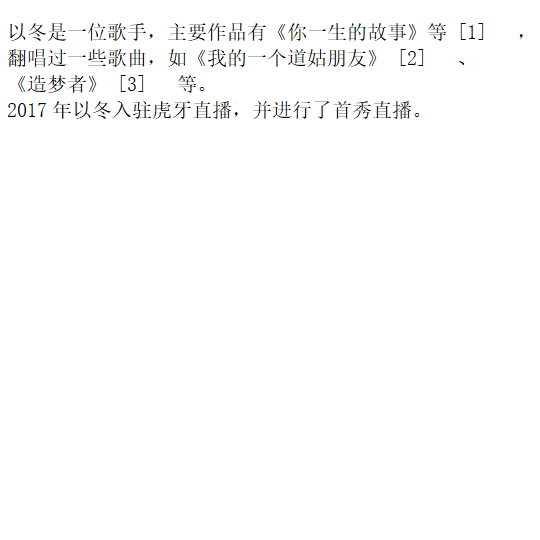 以冬是一位歌手，主要作品有《你一生的故事》等 [1] ，
翻唱过一些歌曲，如《我的一个道姑朋友》 [2] 、
《造梦者》 [3] 等。
2017 年以冬入驻虎牙直播，并进行了首秀直播。